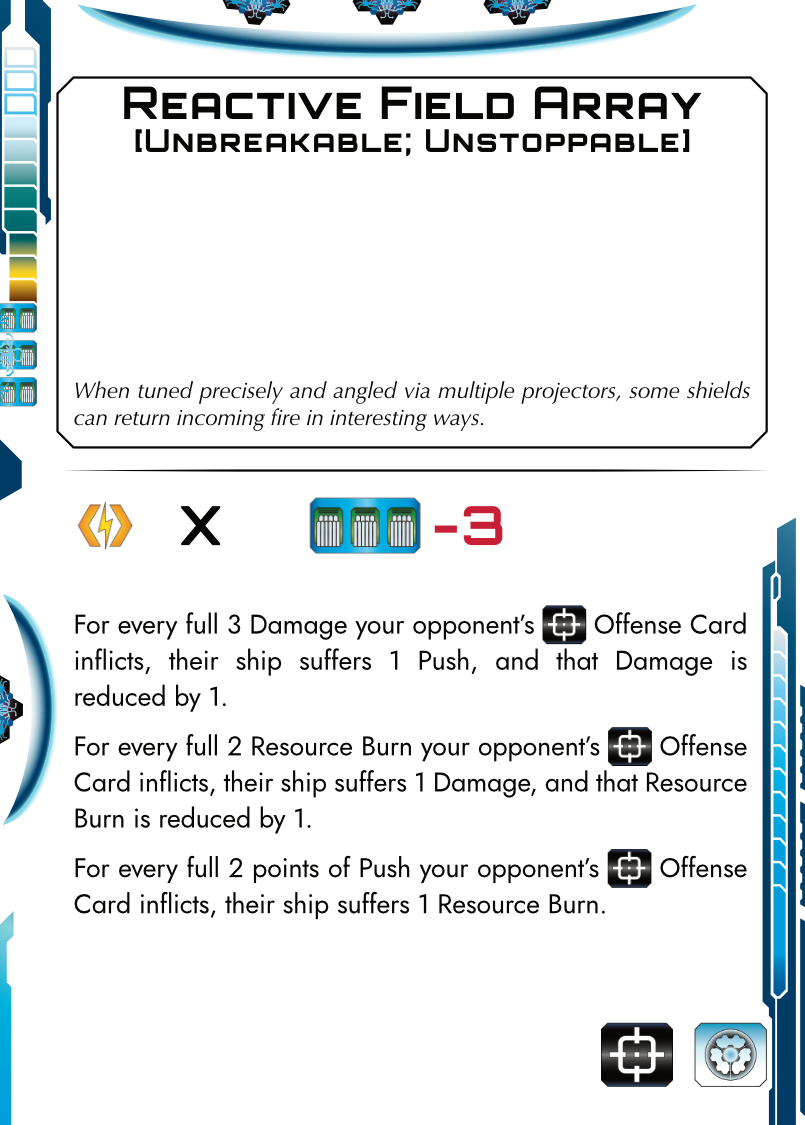 Reactive Field Array
[Unbreakable; Unstoppable]
When tuned precisely and angled via multiple projectors, some shields
can return incoming fire in interesting ways.
X -3
For every full 3 Damage your opponent's Offense Card
inflicts, their ship suffers 1 Push, and that Damage is
reduced by 1.
For every full 2 Resource Burn your opponent's Offense
Card inflicts, their ship suffers 1 Damage, and that Resource
Burn is reduced by 1.
For every full 2 points of Push your opponent's Offense
Card inflicts, their ship suffers 1 Resource Burn.